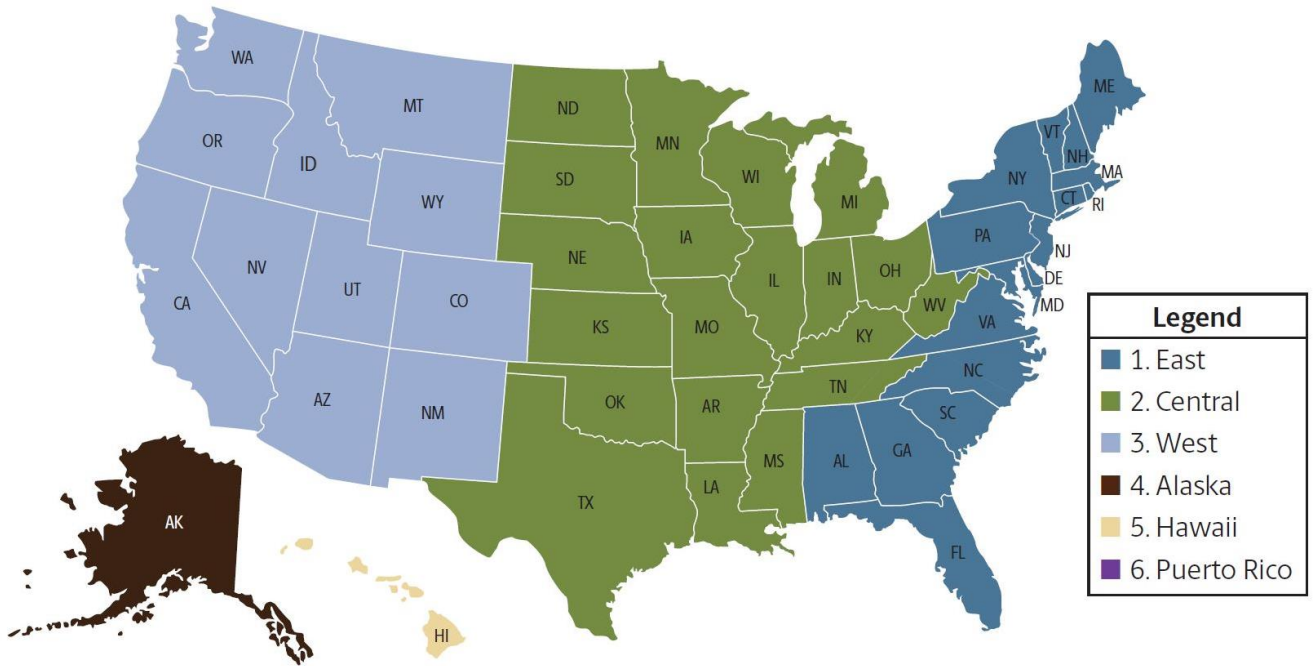 WA
MT
ND
MN
ME
VT
NH
MA
OR
ID
SD
WI
NY
CT
RI
WY
MI
PA
NJ
IA
NE
NV
UT
CO
CA
IL
IN
OH
DE
MD
WV
VA
KS
MO
KY
NC
TN
AZ
NM
OK
AR
SC
MS
AL
GA
LA
TX
FL
AK
HI
Legend
1. East
2. Central
3. West
4. Alaska
5. Hawaii
6. Puerto Rico